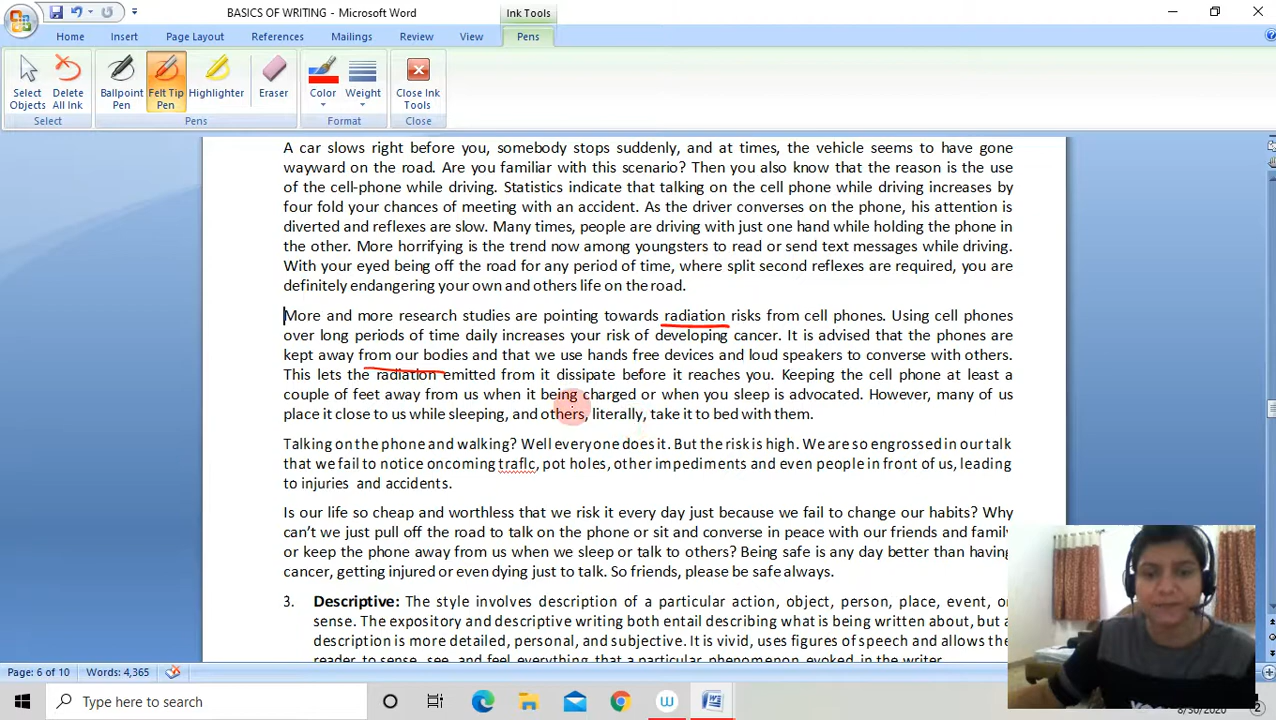 BASICS OF WRITING - Microsoft Word
Ink Tools
Home Insert Page Layout References Mailings Review View Pens
Select Objects
Delete All Ink
Ballpoint Pen
Felt Tip Pen
Highlighter
Eraser
Color
Weight
Close Ink Tools
Select Pens Format Close
A car slows right before you, somebody stops suddenly, and at times, the vehicle seems to have gone
wayward on the road. Are you familiar with this scenario? Then you also know that the reason is the use
of the cell-phone while driving. Statistics indicate that talking on the cell phone while driving increases by
four fold your chances of meeting with an accident. As the driver converses on the phone, his attention is
diverted and reflexes are slow. Many times, people are driving with just one hand while holding the phone in
the other. More horrifying is the trend now among youngsters to read or send text messages while driving.
With your eyed being off the road for any period of time, where split second reflexes are required, you are
definitely endangering your own and others life on the road.
More and more research studies are pointing towards radiation risks from cell phones. Using cell phones
over long periods of time daily increases your risk of developing cancer. It is advised that the phones are
kept away from our bodies and that we use hands free devices and loud speakers to converse with others.
This lets the radiation emitted from it dissipate before it reaches you. Keeping the cell phone at least a
couple of feet away from us when it being charged or when you sleep is advocated. However, many of us
place it close to us while sleeping, and others, literally, take it to bed with them.
Talking on the phone and walking? Well everyone does it. But the risk is high. We are so engrossed in our talk
that we fail to notice oncoming traflc, pot holes, other impediments and even people in front of us, leading
to injuries and accidents.
Is our life so cheap and worthless that we risk it every day just because we fail to change our habits? Why
can't we just pull off the road to talk on the phone or sit and converse in peace with our friends and family
or keep the phone away from us when we sleep or talk to others? Being safe is any day better than having
cancer, getting injured or even dying just to talk. So friends, please be safe always.
3. Descriptive: The style involves description of a particular action, object, person, place, event, or
sense. The expository and descriptive writing both entail describing what is being written about, but a
description is more detailed, personal, and subjective. It is vivid, uses figures of speech and allows the
reader to sense, see, and feel everything that a particular phenomenon evoked in the writer.
Page: 6 of 10 Words: 4,365
Type here to search
8/30/2020